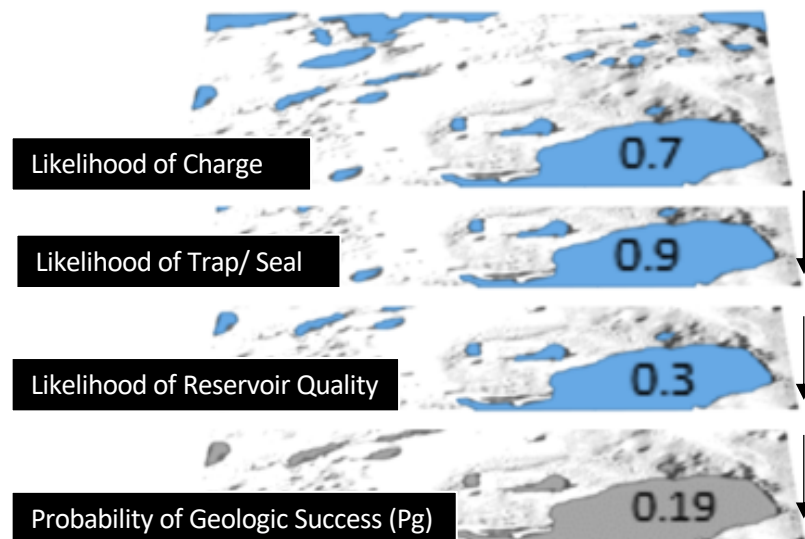 0.7
Likelihood of Charge
0.9
Likelihood of Trap/ Seal
0.3
Likelihood of Reservoir Quality
0.19
Probability of Geologic Success (Pg)